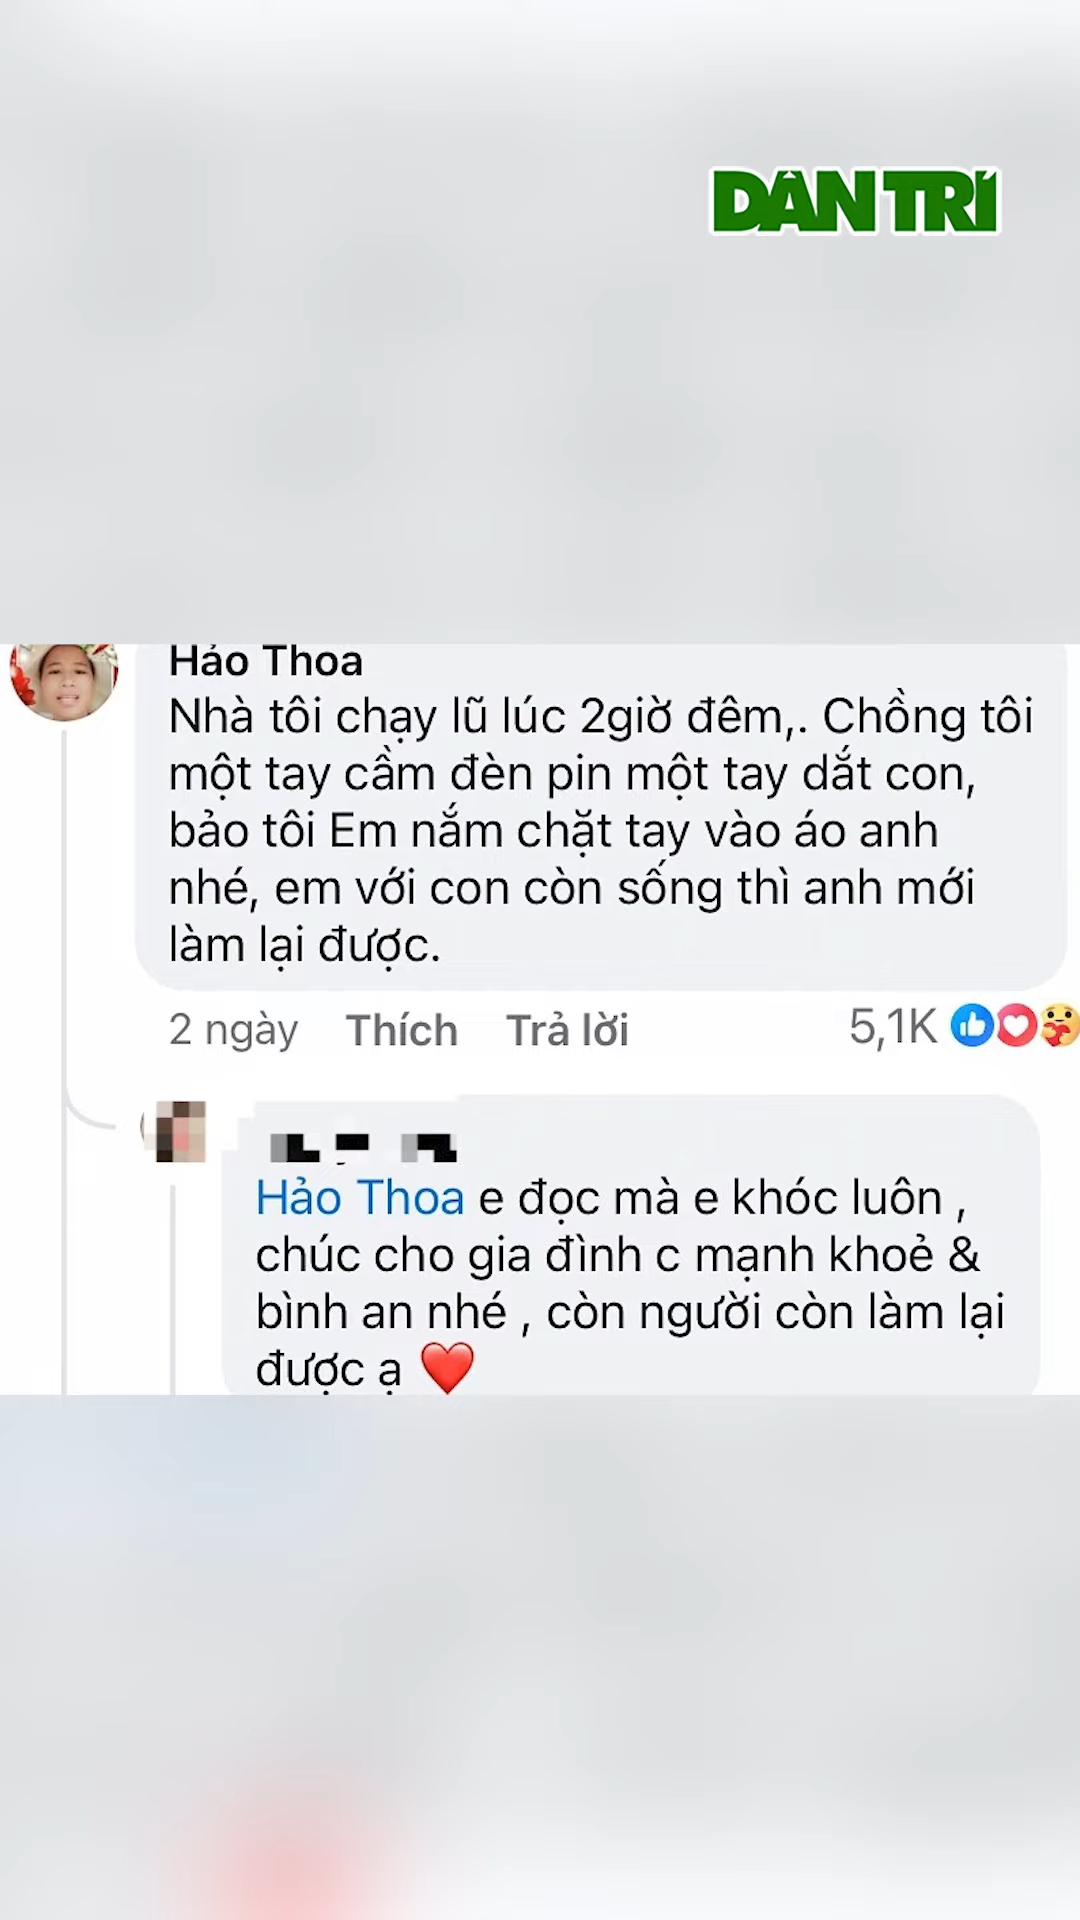 DÂN TRÍ
Hảo Thoa
Nhà tôi chạy lũ lúc 2giờ đêm,. Chồng tôi
một tay cầm đèn pin một tay dắt con,
bảo tôi Em nắm chặt tay vào áo anh
nhé, em với con còn sống thì anh mới
làm lại được.
2 ngày Thích Trả lời 5,1K
Hảo Thoa e đọc mà e khóc luôn ,
chúc cho gia đình c mạnh khoẻ &
bình an nhé , còn người còn làm lại
được ạ ❤️